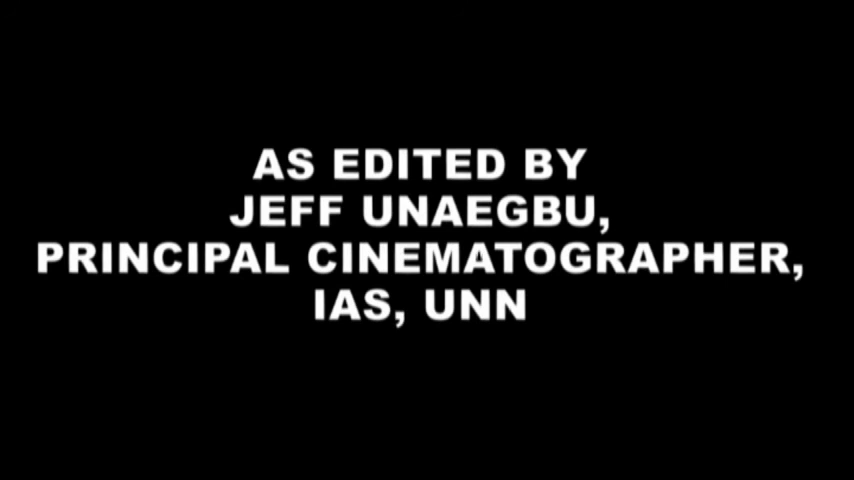 AS EDITED BY
JEFF UNAEGBU,
PRINCIPAL CINEMATOGRAPHER,
IAS, UNN